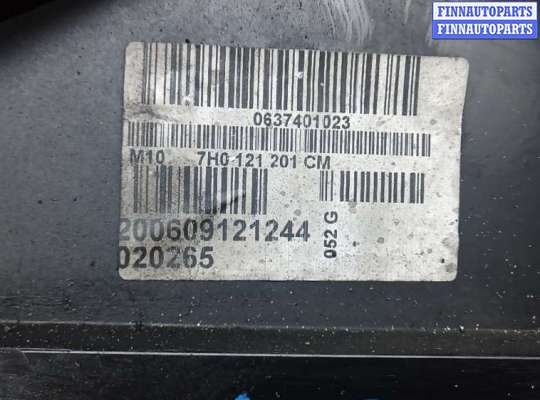 FINNAUTOPARTS
FINNAUTOPARTS
0637401023
M10 7H0 121 201 CM
200609121244
052 G
020265